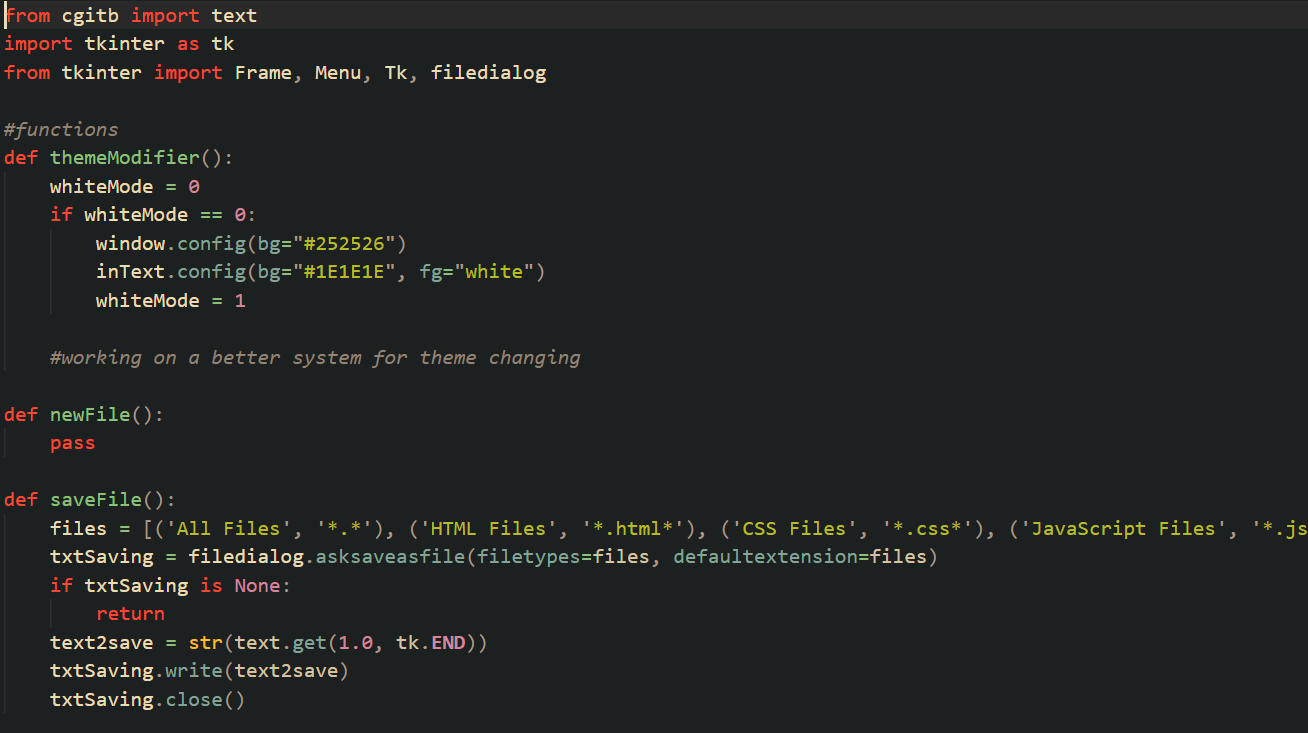 from cgitb import text
import tkinter as tk
from tkinter import Frame, Menu, Tk, filedialog

#functions
def themeModifier():
    whiteMode = 0
    if whiteMode == 0:
        window.config(bg="#252526")
        inText.config(bg="#1E1E1E", fg="white")
        whiteMode = 1

    #working on a better system for theme changing

def newFile():
    pass

def saveFile():
    files = [('All Files', '*.*'), ('HTML Files', '*.html*'), ('CSS Files', '*.css*'), ('JavaScript Files', '*.js
    txtSaving = filedialog.asksaveasfile(filetypes=files, defaultextension=files)
    if txtSaving is None:
        return
    text2save = str(text.get(1.0, tk.END))
    txtSaving.write(text2save)
    txtSaving.close()